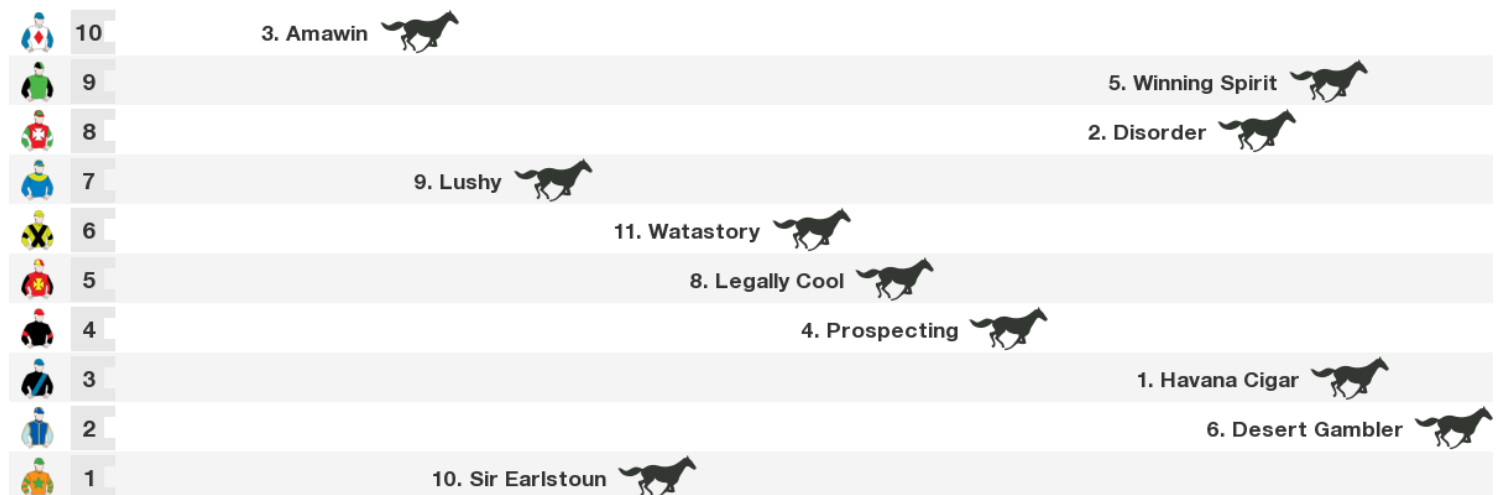 10 3. Amawin
9 5. Winning Spirit
8 2. Disorder
7 9. Lushy
6 11. Watastory
5 8. Legally Cool
4 4. Prospecting
3 1. Havana Cigar
2 6. Desert Gambler
1 10. Sir Earlstoun